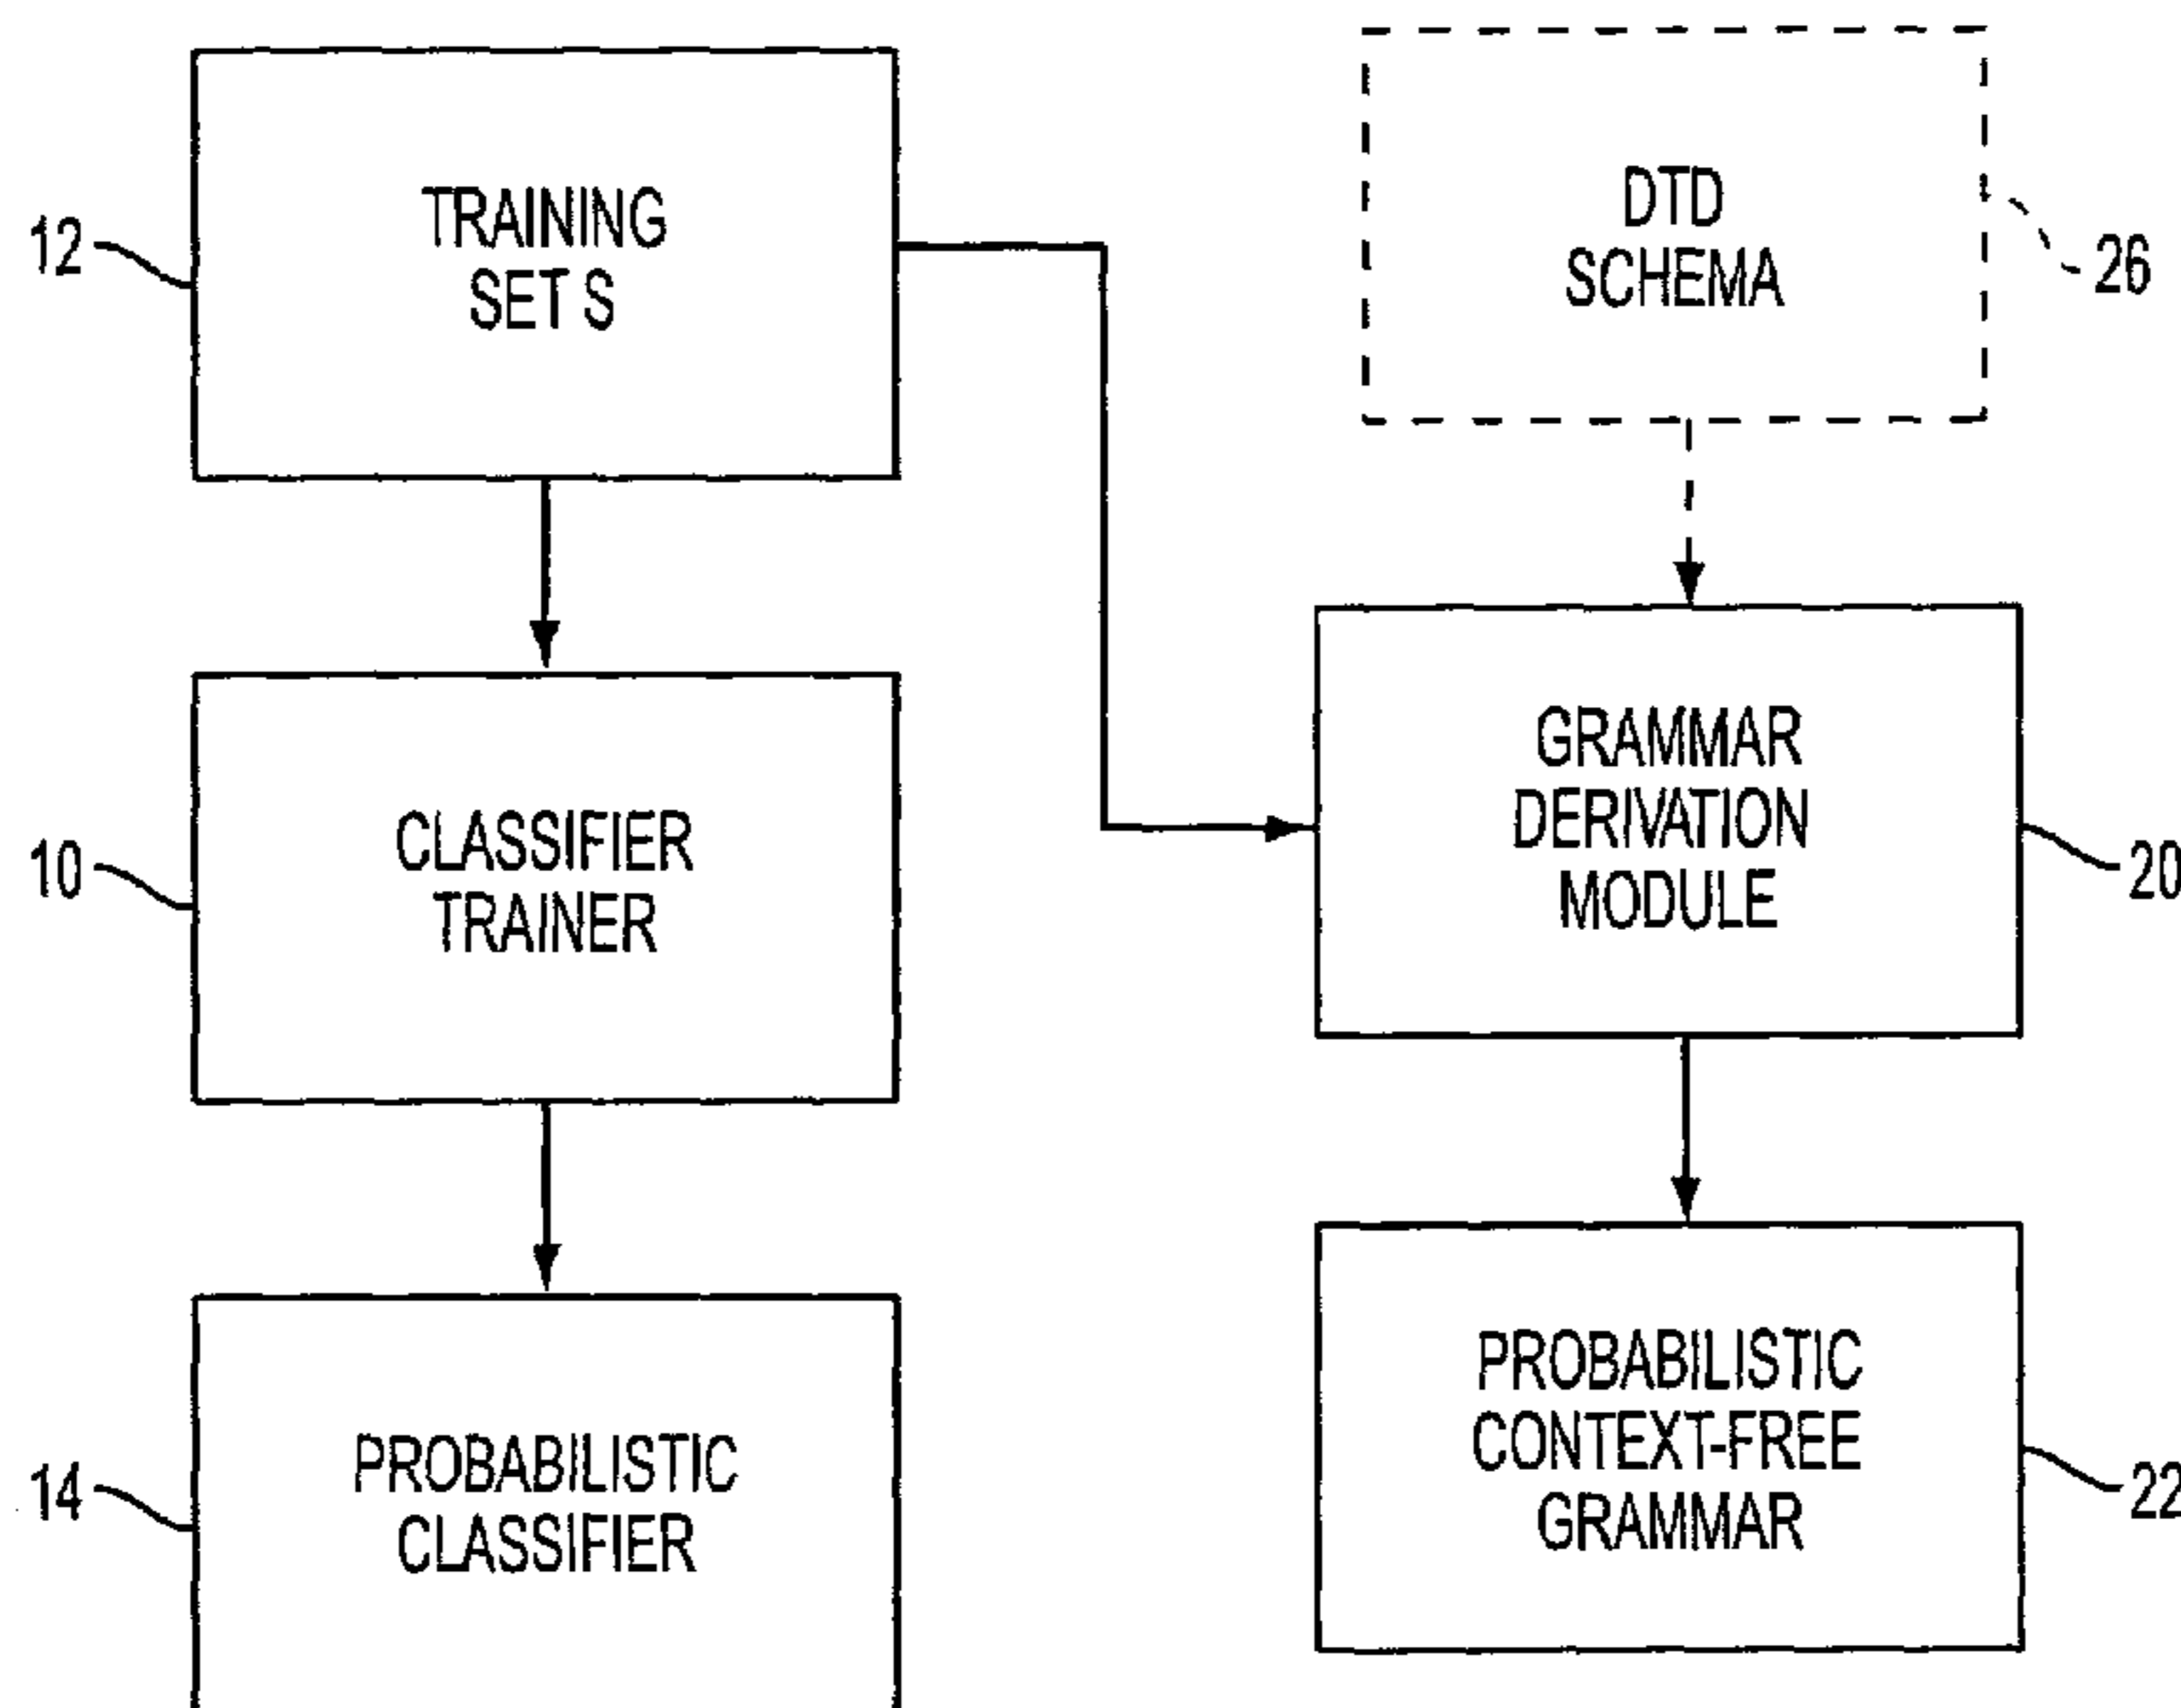 12
TRAINING
SET S
DTD
SCHEMA
26
10
CLASSIFIER
TRAINER
GRAMMAR
DERIVATION
MODULE
20
14
PROBABILISTIC
CLASSIFIER
PROBABILISTIC
CONTEXT-FREE
GRAMMAR
22